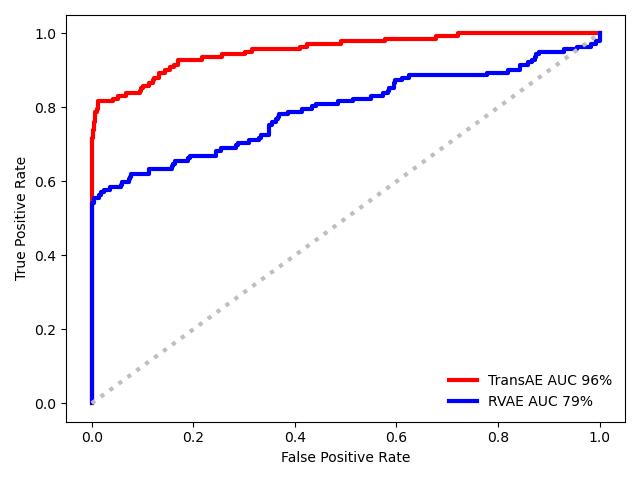 1.0
0.8
0.6
0.4
0.2
0.0
True Positive Rate
0.0 0.2 0.4 0.6 0.8 1.0
False Positive Rate
TransAE AUC 96%
RVAE AUC 79%